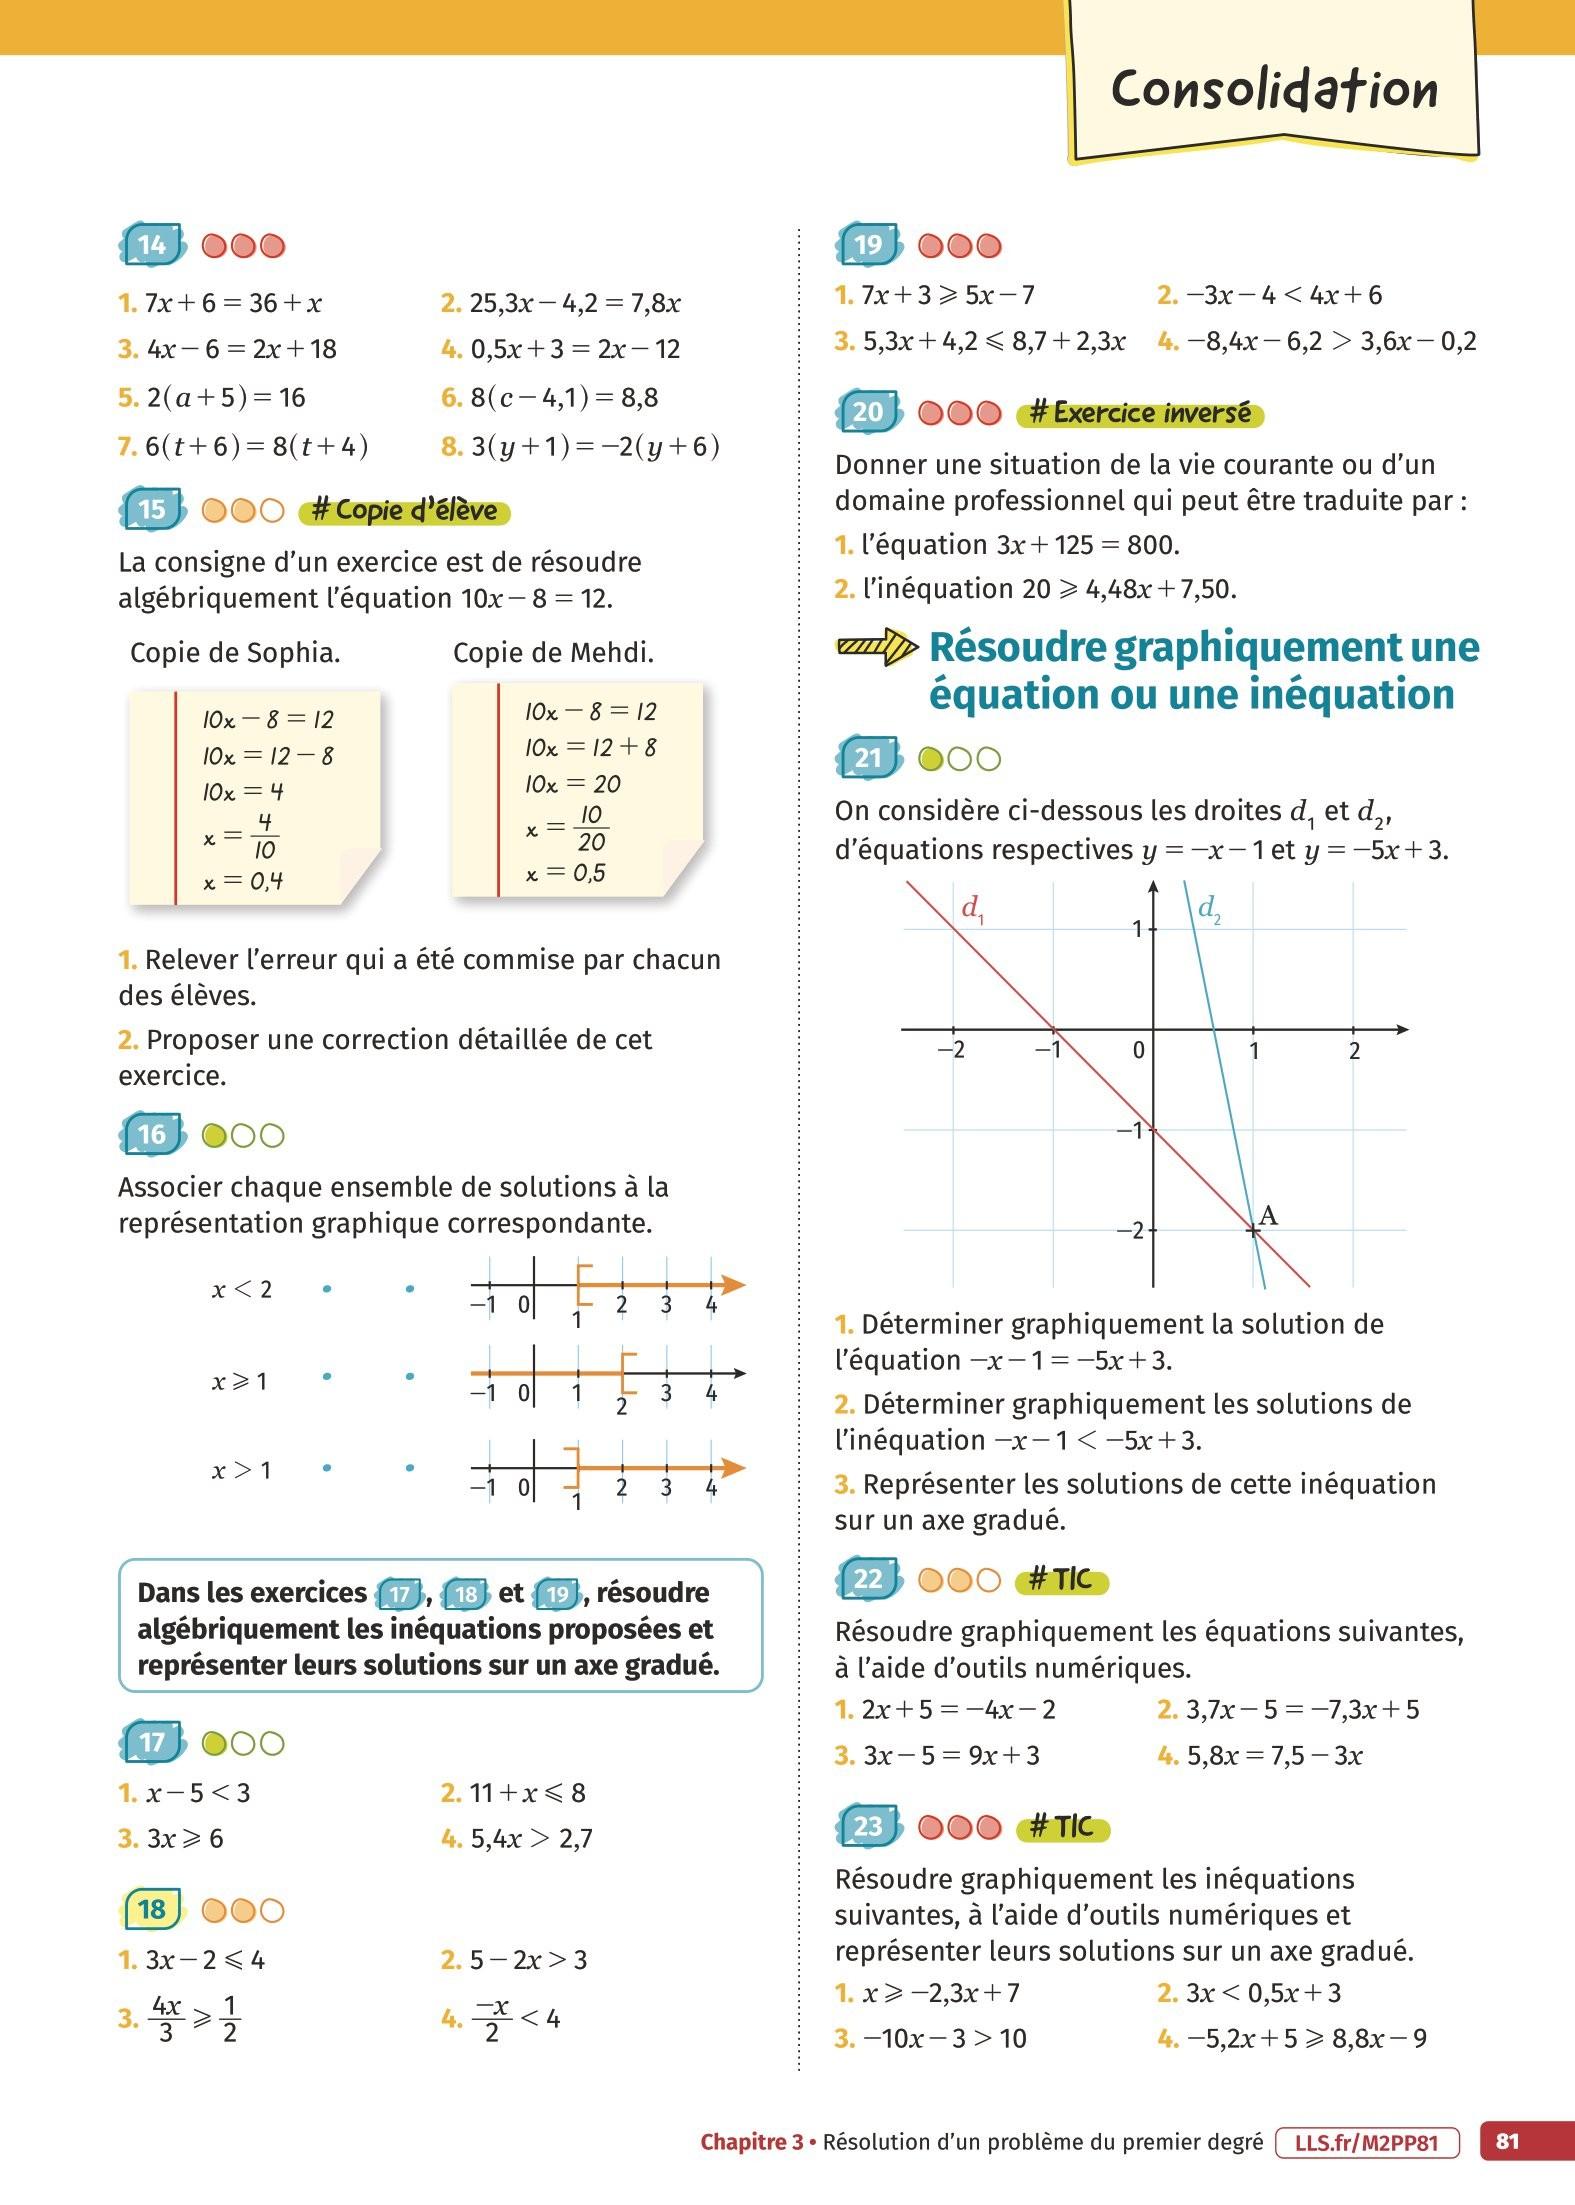 Consolidation
14
1. 7x + 6 = 36 + x
2. 25,3x − 4,2 = 7,8x
3. 4x − 6 = 2x + 18
4. 0,5x + 3 = 2x − 12
5. 2(a + 5) = 16
6. 8(c − 4,1) = 8,8
7. 6(t + 6) = 8(t + 4)
8. 3(y + 1) = −2(y + 6)
15 # Copie d'élève
La consigne d'un exercice est de résoudre
algébriquement l'équation 10x − 8 = 12.
Copie de Sophia.
10x − 8 = 12
10x = 12 − 8
10x = 4
x = 4/10
x = 0,4
Copie de Mehdi.
10x − 8 = 12
10x = 12 + 8
10x = 20
x = 10/20
x = 0,5
1. Relever l'erreur qui a été commise par chacun
des élèves.
2. Proposer une correction détaillée de cet
exercice.
16
Associer chaque ensemble de solutions à la
représentation graphique correspondante.
x < 2
−1 0 1 2 3 4
x ⩾ 1
−1 0 1 2 3 4
x > 1
−1 0 1 2 3 4
Dans les exercices 17, 18 et 19, résoudre
algébriquement les inéquations proposées et
représenter leurs solutions sur un axe gradué.
17
1. x − 5 < 3
2. 11 + x ⩽ 8
3. 3x ⩾ 6
4. 5,4x > 2,7
18
1. 3x − 2 ⩽ 4
2. 5 − 2x > 3
3. 4x/3 ⩾ 1/2
4. −x/2 < 4
19
1. 7x + 3 ⩾ 5x − 7
2. −3x − 4 < 4x + 6
3. 5,3x + 4,2 ⩽ 8,7 + 2,3x
4. −8,4x − 6,2 > 3,6x − 0,2
20 # Exercice inversé
Donner une situation de la vie courante ou d'un
domaine professionnel qui peut être traduite par :
1. l'équation 3x + 125 = 800.
2. l'inéquation 20 ⩾ 4,48x + 7,50.
Résoudre graphiquement une
équation ou une inéquation
21
On considère ci-dessous les droites d₁ et d₂,
d'équations respectives y = −x − 1 et y = −5x + 3.
d₁
d₂
1
−2 −1 0 1 2
−1
−2
A
1. Déterminer graphiquement la solution de
l'équation −x − 1 = −5x + 3.
2. Déterminer graphiquement les solutions de
l'inéquation −x − 1 < −5x + 3.
3. Représenter les solutions de cette inéquation
sur un axe gradué.
22 # TIC
Résoudre graphiquement les équations suivantes,
à l'aide d'outils numériques.
1. 2x + 5 = −4x − 2
2. 3,7x − 5 = −7,3x + 5
3. 3x − 5 = 9x + 3
4. 5,8x = 7,5 − 3x
23 # TIC
Résoudre graphiquement les inéquations
suivantes, à l'aide d'outils numériques et
représenter leurs solutions sur un axe gradué.
1. x ⩾ −2,3x + 7
2. 3x < 0,5x + 3
3. −10x − 3 > 10
4. −5,2x + 5 ⩾ 8,8x − 9
Chapitre 3 • Résolution d'un problème du premier degré LLS.fr/M2PP81 81